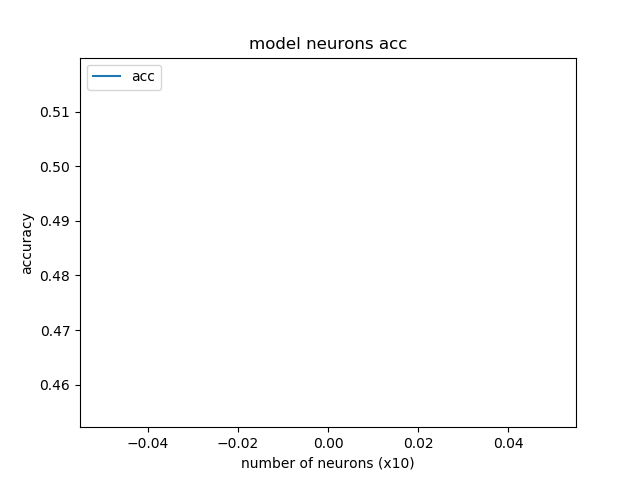 model neurons acc
acc
0.51
0.50
0.49
0.48
0.47
0.46
accuracy
−0.04 −0.02 0.00 0.02 0.04
number of neurons (x10)